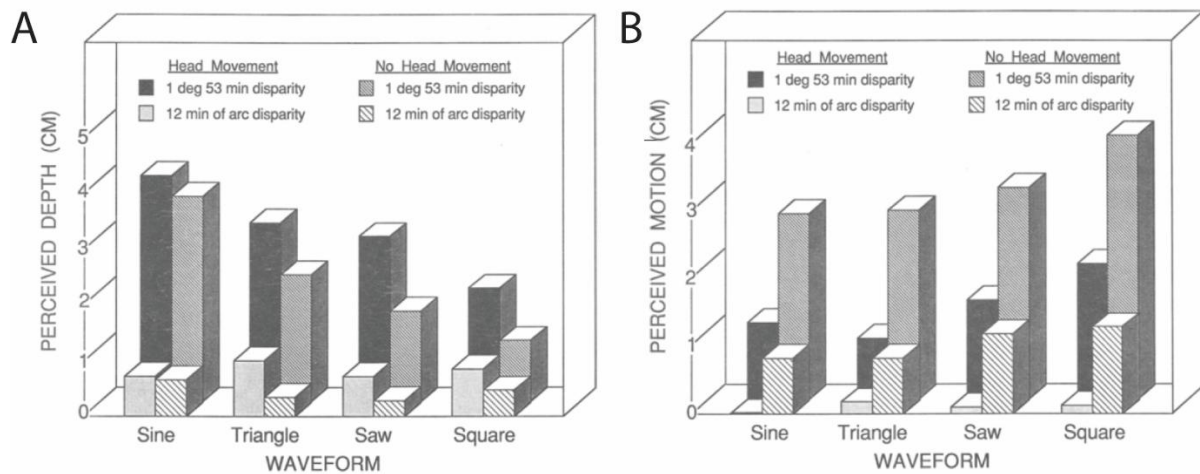 A
Head Movement No Head Movement
1 deg 53 min disparity 1 deg 53 min disparity
12 min of arc disparity 12 min of arc disparity
PERCEIVED DEPTH (CM)
5
4
3
2
1
0
Sine Triangle Saw Square
WAVEFORM
B
Head Movement No Head Movement
1 deg 53 min disparity 1 deg 53 min disparity
12 min of arc disparity 12 min of arc disparity
PERCEIVED MOTION (CM)
4
3
2
1
0
Sine Triangle Saw Square
WAVEFORM